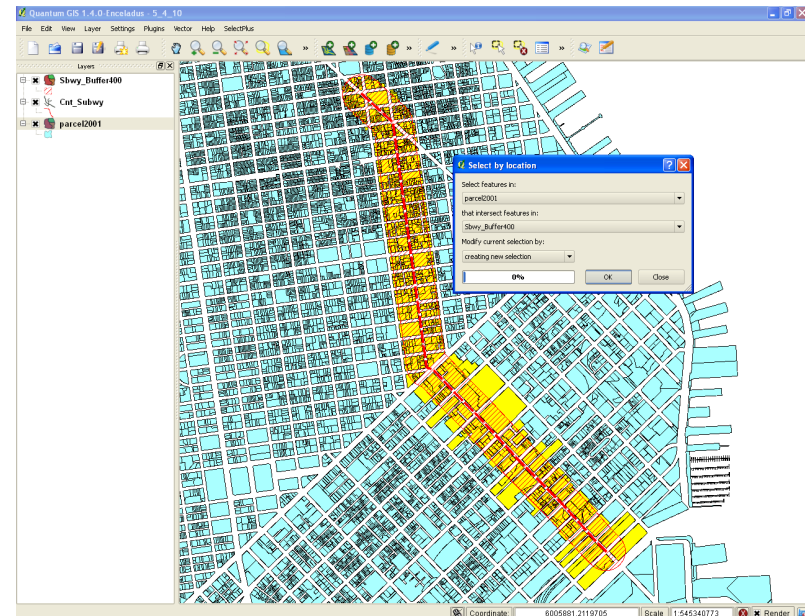 Quantum GIS 1.4.0-Enceladus - 5_4_10
File Edit View Layer Settings Plugins Vector Help SelectPlus
Layers
Sbwy_Buffer400
Cnt_Subwy
parcel2001
Select by location
Select features in:
parcel2001
that intersect features in:
Sbwy_Buffer400
Modify current selection by:
creating new selection
0%
OK Close
Coordinate: 6005881,2119705 Scale 1:545340773 Render